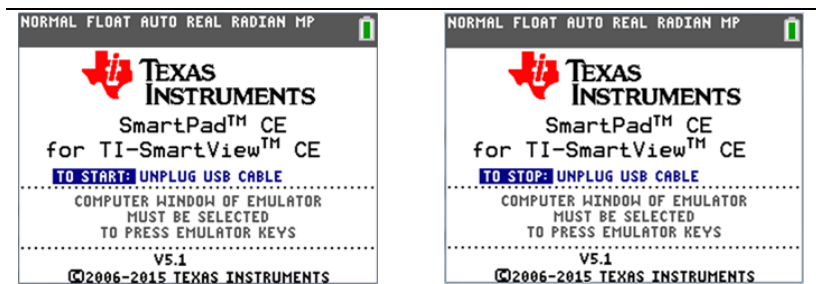 NORMAL FLOAT AUTO REAL RADIAN MP
TEXAS
INSTRUMENTS
SmartPad™ CE
for TI-SmartView™ CE
TO START: UNPLUG USB CABLE
COMPUTER WINDOW OF EMULATOR
MUST BE SELECTED
TO PRESS EMULATOR KEYS
V5.1
©2006-2015 TEXAS INSTRUMENTS
NORMAL FLOAT AUTO REAL RADIAN MP
TEXAS
INSTRUMENTS
SmartPad™ CE
for TI-SmartView™ CE
TO STOP: UNPLUG USB CABLE
COMPUTER WINDOW OF EMULATOR
MUST BE SELECTED
TO PRESS EMULATOR KEYS
V5.1
©2006-2015 TEXAS INSTRUMENTS